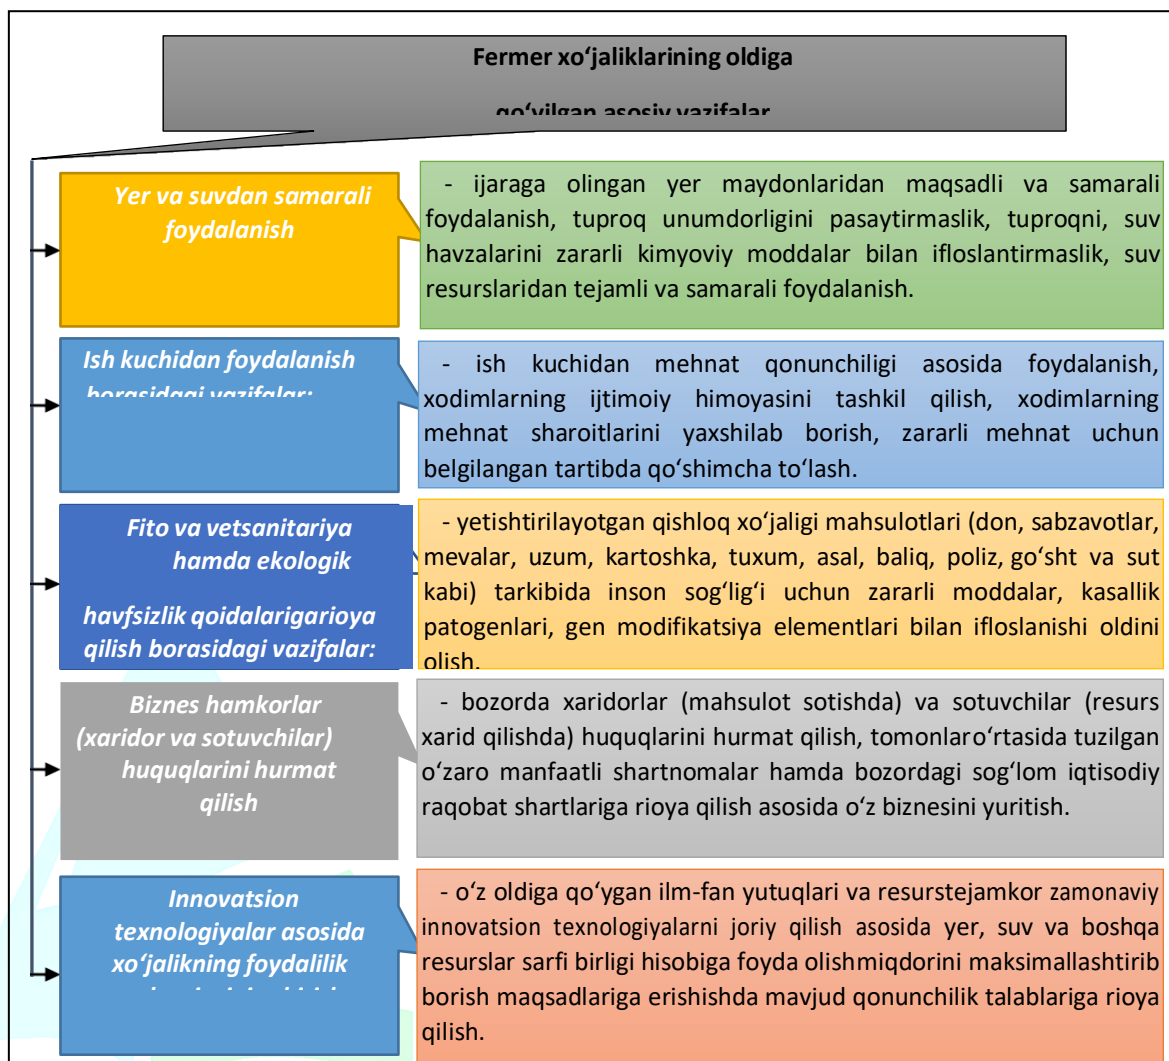 Fermer xo‘jaliklarining oldiga
qo‘yilgan asosiy vazifalar
Yer va suvdan samarali
foydalanish
- ijaraga olingan yer maydonlaridan maqsadli va samarali
foydalanish, tuproq unumdorligini pasaytirmaslik, tuproqni, suv
havzalarini zararli kimyoviy moddalar bilan ifloslantirmaslik, suv
resurslaridan tejamli va samarali foydalanish.
Ish kuchidan foydalanish
borasidagi vazifalar:
- ish kuchidan mehnat qonunchiligi asosida foydalanish,
xodimlarning ijtimoiy himoyasini tashkil qilish, xodimlarning
mehnat sharoitlarini yaxshilab borish, zararli mehnat uchun
belgilangan tartibda qo‘shimcha to‘lash.
Fito va vetsanitariya
hamda ekologik
havfsizlik qoidalarigarioya
qilish borasidagi vazifalar:
- yetishtirilayotgan qishloq xo‘jaligi mahsulotlari (don, sabzavotlar,
mevalar, uzum, kartoshka, tuxum, asal, baliq, poliz, go‘sht va sut
kabi) tarkibida inson sog‘lig‘i uchun zararli moddalar, kasallik
patogenlari, gen modifikatsiya elementlari bilan ifloslanishi oldini
olish.
Biznes hamkorlar
(xaridor va sotuvchilar)
huquqlarini hurmat
qilish
- bozorda xaridorlar (mahsulot sotishda) va sotuvchilar (resurs
xarid qilishda) huquqlarini hurmat qilish, tomonlaro‘rtasida tuzilgan
o‘zaro manfaatli shartnomalar hamda bozordagi sog‘lom iqtisodiy
raqobat shartlariga rioya qilish asosida o‘z biznesini yuritish.
Innovatsion
texnologiyalar asosida
xo‘jalikning foydalilik
- o‘z oldiga qo‘ygan ilm-fan yutuqlari va resurstejamkor zamonaviy
innovatsion texnologiyalarni joriy qilish asosida yer, suv va boshqa
resurslar sarfi birligi hisobiga foyda olishmiqdorini maksimallashtirib
borish maqsadlariga erishishda mavjud qonunchilik talablariga rioya
qilish.